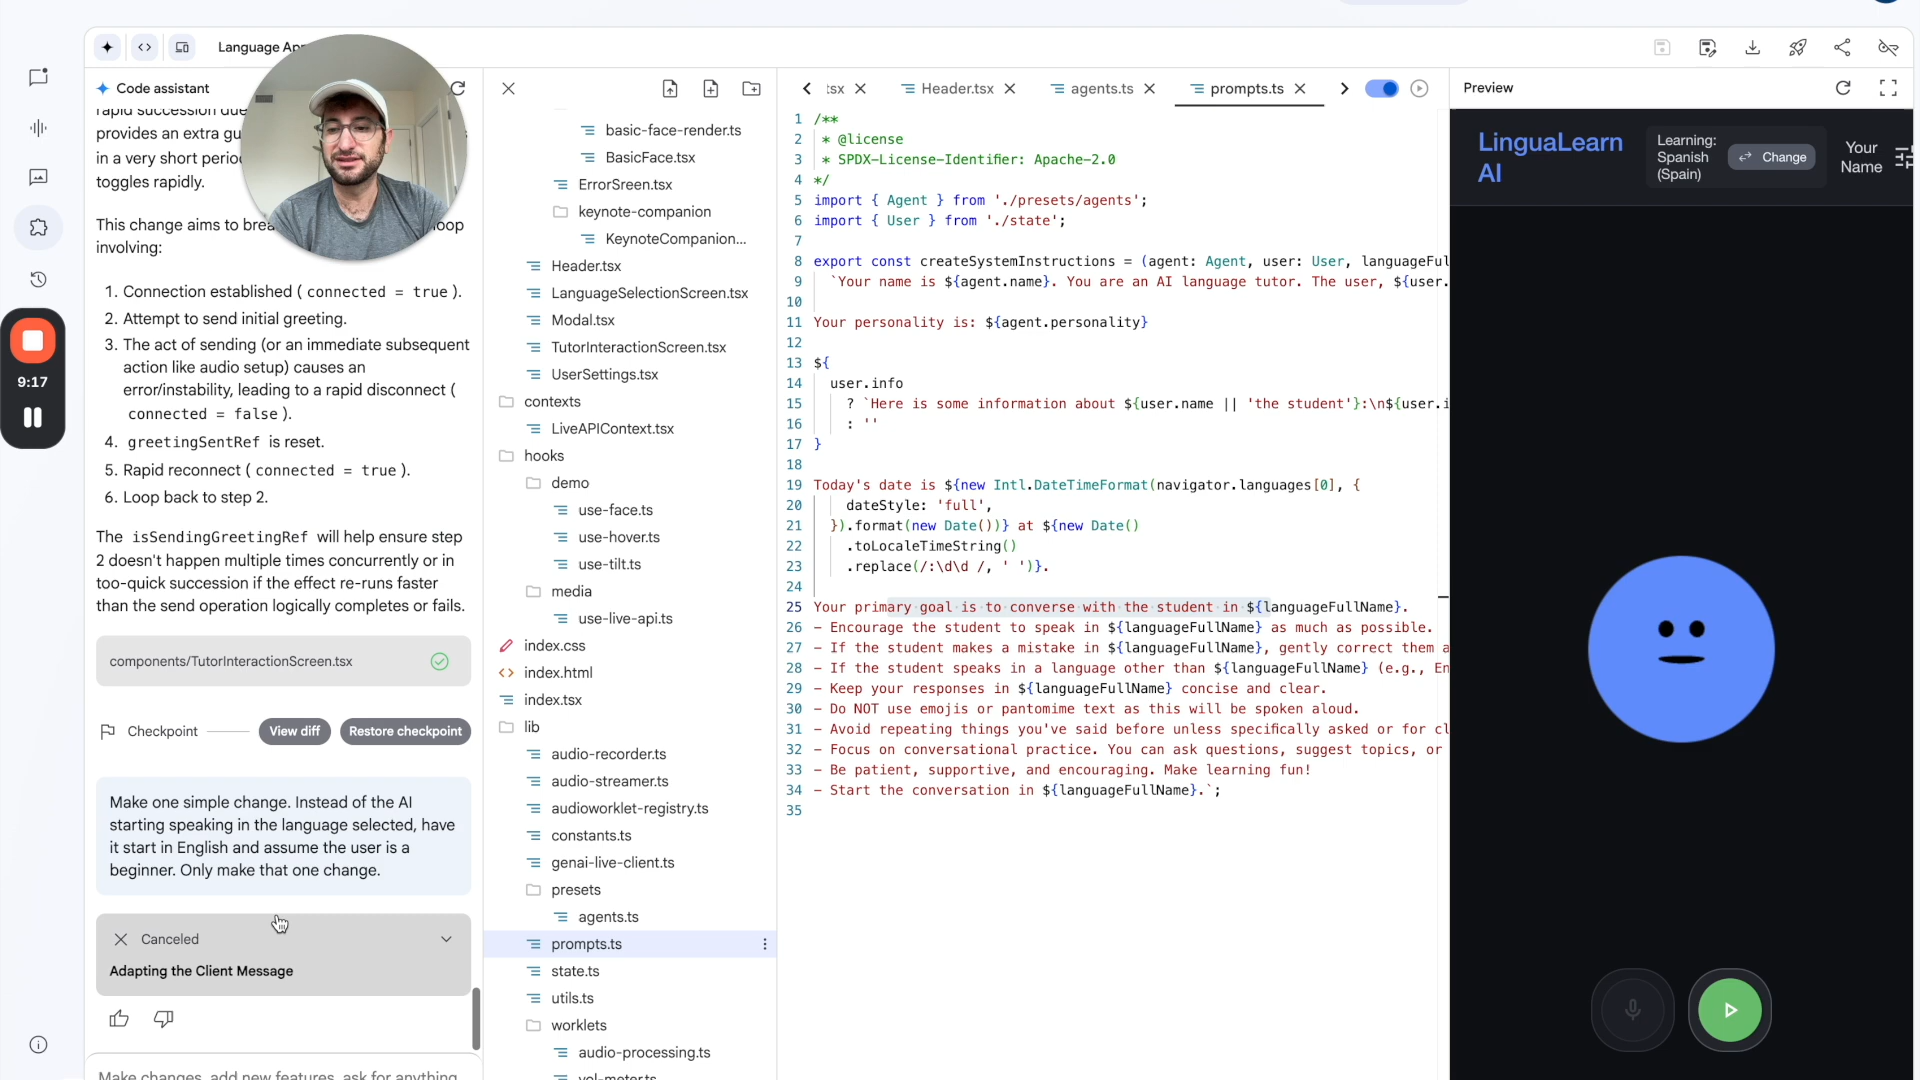 Language App
Code assistant
rapid succession due
provides an extra gu
in a very short period
toggles rapidly.
This change aims to brea
loop
involving:
1. Connection established ( connected = true ).
2. Attempt to send initial greeting.
3. The act of sending (or an immediate subsequent
action like audio setup) causes an
error/instability, leading to a rapid disconnect (
connected = false ).
4. greetingSentRef is reset.
5. Rapid reconnect ( connected = true ).
6. Loop back to step 2.
The isSendingGreetingRef will help ensure step
2 doesn't happen multiple times concurrently or in
too-quick succession if the effect re-runs faster
than the send operation logically completes or fails.
components/TutorInteractionScreen.tsx
Checkpoint
View diff
Restore checkpoint
Make one simple change. Instead of the AI
starting speaking in the language selected, have
it start in English and assume the user is a
beginner. Only make that one change.
Canceled
Adapting the Client Message
Make changes, add new features, ask for anything
9:17
basic-face-render.ts
BasicFace.tsx
ErrorSreen.tsx
keynote-companion
KeynoteCompanion...
Header.tsx
LanguageSelectionScreen.tsx
Modal.tsx
TutorInteractionScreen.tsx
UserSettings.tsx
contexts
LiveAPIContext.tsx
hooks
demo
use-face.ts
use-hover.ts
use-tilt.ts
media
use-live-api.ts
index.css
index.html
index.tsx
lib
audio-recorder.ts
audio-streamer.ts
audioworklet-registry.ts
constants.ts
genai-live-client.ts
presets
agents.ts
prompts.ts
state.ts
utils.ts
worklets
audio-processing.ts
vol-meter.ts
tsx
Header.tsx
agents.ts
prompts.ts
1 /**
2 * @license
3 * SPDX-License-Identifier: Apache-2.0
4 */
5 import { Agent } from './presets/agents';
6 import { User } from './state';
7
8 export const createSystemInstructions = (agent: Agent, user: User, languageFul
9 `Your name is ${agent.name}. You are an AI language tutor. The user, ${user.
10
11 Your personality is: ${agent.personality}
12
13 ${
14 user.info
15 ? `Here is some information about ${user.name || 'the student'}:\n${user.i
16 : ''
17 }
18
19 Today's date is ${new Intl.DateTimeFormat(navigator.languages[0], {
20 dateStyle: 'full',
21 }).format(new Date())} at ${new Date()
22 .toLocaleTimeString()
23 .replace(/:\d\d /, ' ')}.
24
25 Your primary goal is to converse with the student in ${languageFullName}.
26 - Encourage the student to speak in ${languageFullName} as much as possible.
27 - If the student makes a mistake in ${languageFullName}, gently correct them a
28 - If the student speaks in a language other than ${languageFullName} (e.g., En
29 - Keep your responses in ${languageFullName} concise and clear.
30 - Do NOT use emojis or pantomime text as this will be spoken aloud.
31 - Avoid repeating things you've said before unless specifically asked or for cl
32 - Focus on conversational practice. You can ask questions, suggest topics, or
33 - Be patient, supportive, and encouraging. Make learning fun!
34 - Start the conversation in ${languageFullName}.`;
35
Preview
LinguaLearn
AI
Learning:
Spanish
(Spain)
Change
Your
Name